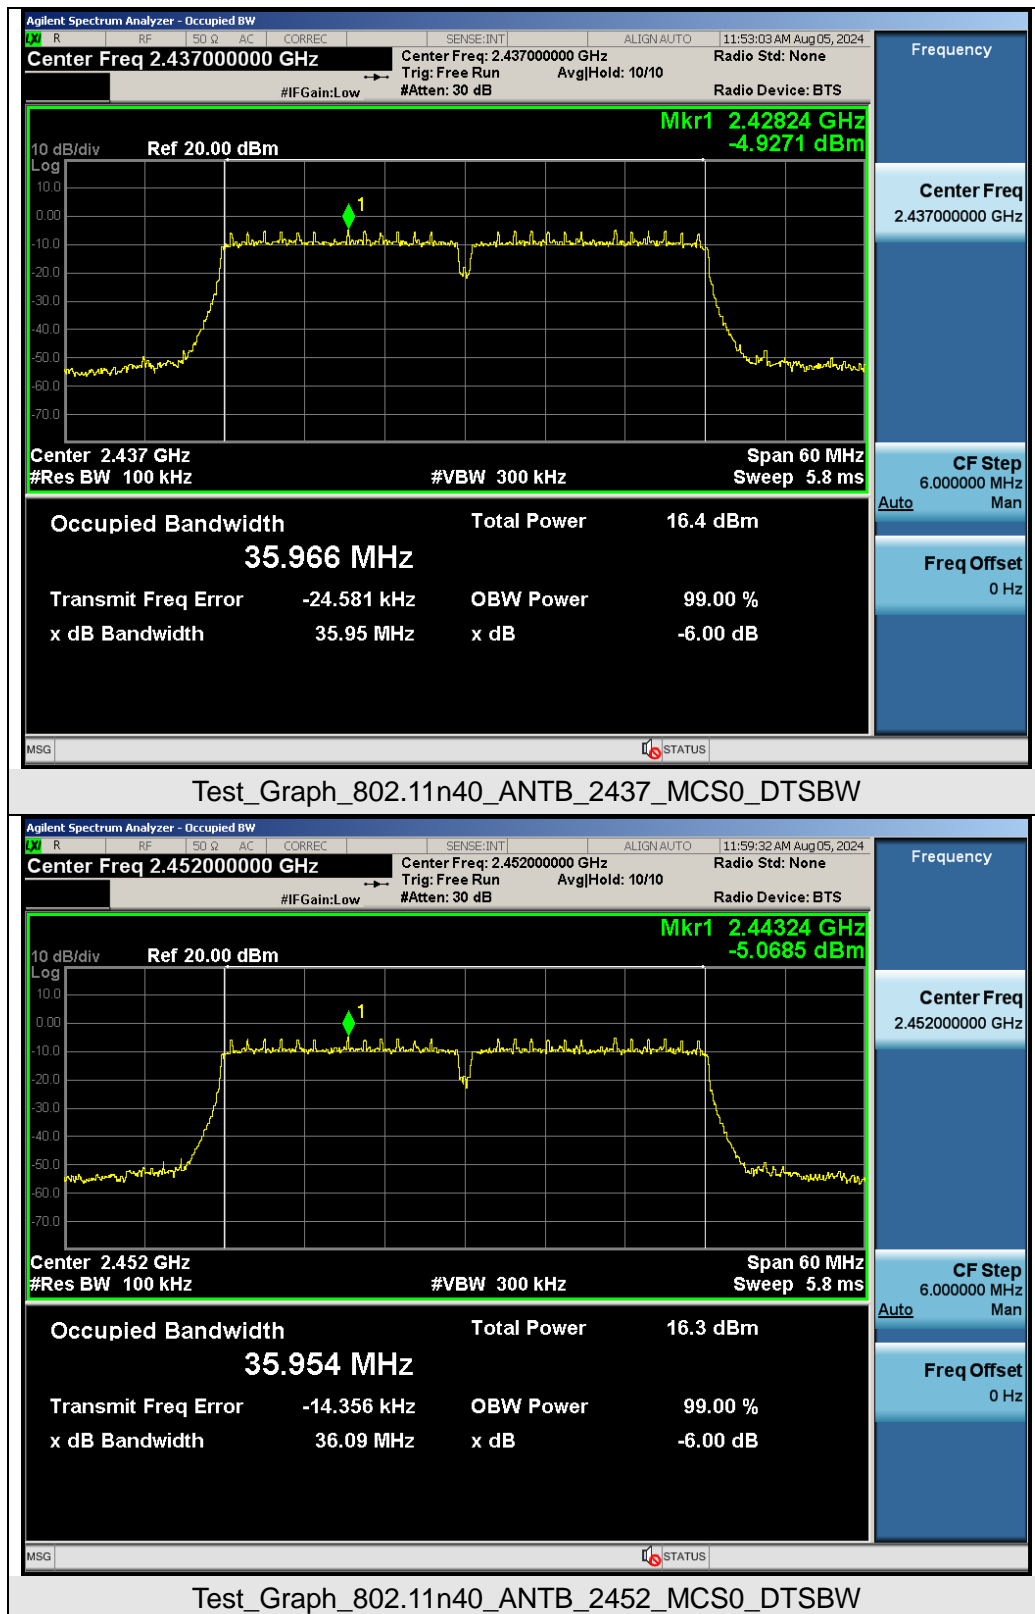 Agilent Spectrum Analyzer - Occupied BW
LXI R RF 50 Ω AC CORREC SENSE:INT ALIGN AUTO 11:53:03 AM Aug 05, 2024
Center Freq 2.437000000 GHz Center Freq: 2.437000000 GHz Radio Std: None Frequency
Trig: Free Run Avg|Hold: 10/10
#IFGain:Low #Atten: 30 dB Radio Device: BTS
Mkr1 2.42824 GHz
10 dB/div Ref 20.00 dBm -4.9271 dBm
Log
10.0
0.00
-10.0
-20.0
-30.0
-40.0
-50.0
-60.0
-70.0
1
Center 2.437 GHz Span 60 MHz
#Res BW 100 kHz #VBW 300 kHz Sweep 5.8 ms
Center Freq
2.437000000 GHz
CF Step
6.000000 MHz
Auto Man
Freq Offset
0 Hz
Occupied Bandwidth Total Power 16.4 dBm
35.966 MHz
Transmit Freq Error -24.581 kHz OBW Power 99.00 %
x dB Bandwidth 35.95 MHz x dB -6.00 dB
MSG STATUS
Test_Graph_802.11n40_ANTB_2437_MCS0_DTSBW
Agilent Spectrum Analyzer - Occupied BW
LXI R RF 50 Ω AC CORREC SENSE:INT ALIGN AUTO 11:59:32 AM Aug 05, 2024
Center Freq 2.452000000 GHz Center Freq: 2.452000000 GHz Radio Std: None Frequency
Trig: Free Run Avg|Hold: 10/10
#IFGain:Low #Atten: 30 dB Radio Device: BTS
Mkr1 2.44324 GHz
10 dB/div Ref 20.00 dBm -5.0685 dBm
Log
10.0
0.00
-10.0
-20.0
-30.0
-40.0
-50.0
-60.0
-70.0
1
Center 2.452 GHz Span 60 MHz
#Res BW 100 kHz #VBW 300 kHz Sweep 5.8 ms
Center Freq
2.452000000 GHz
CF Step
6.000000 MHz
Auto Man
Freq Offset
0 Hz
Occupied Bandwidth Total Power 16.3 dBm
35.954 MHz
Transmit Freq Error -14.356 kHz OBW Power 99.00 %
x dB Bandwidth 36.09 MHz x dB -6.00 dB
MSG STATUS
Test_Graph_802.11n40_ANTB_2452_MCS0_DTSBW